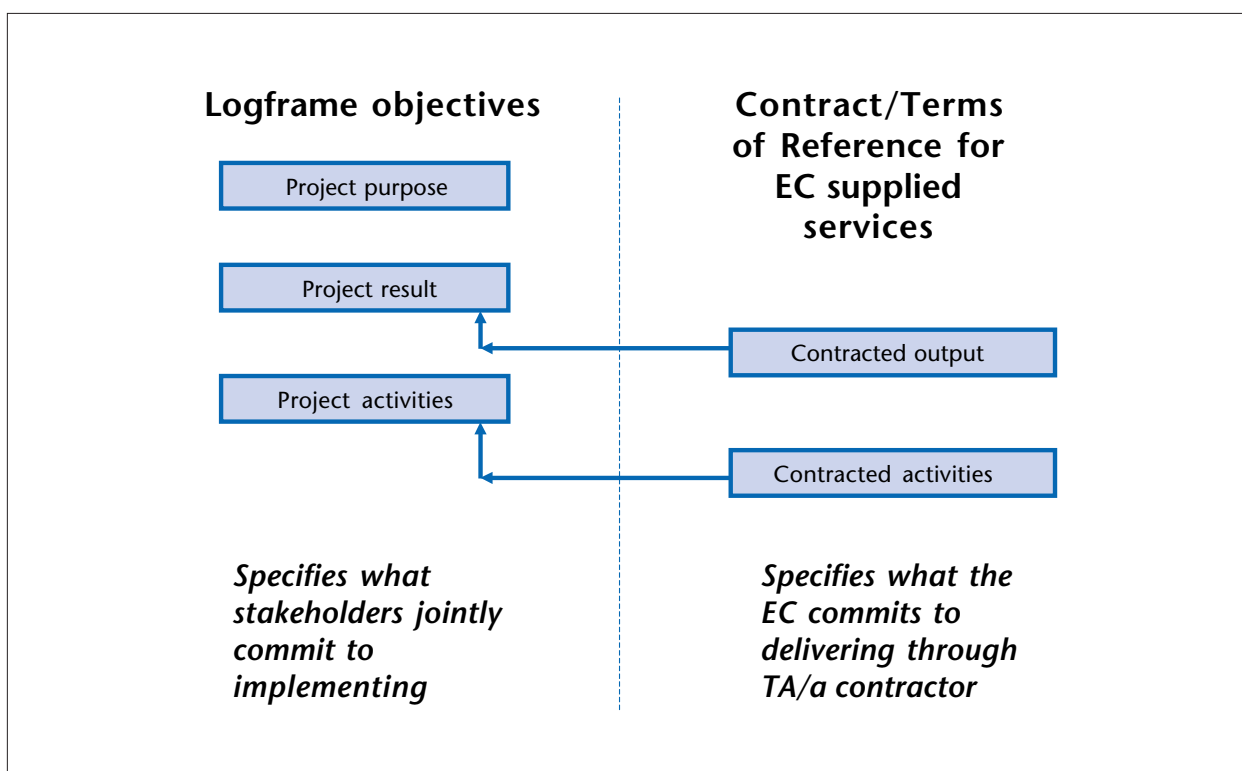 Logframe objectives
Project purpose
Project result
Project activities
Specifies what
stakeholders jointly
commit to
implementing
Contract/Terms
of Reference for
EC supplied
services
Contracted output
Contracted activities
Specifies what the
EC commits to
delivering through
TA/a contractor